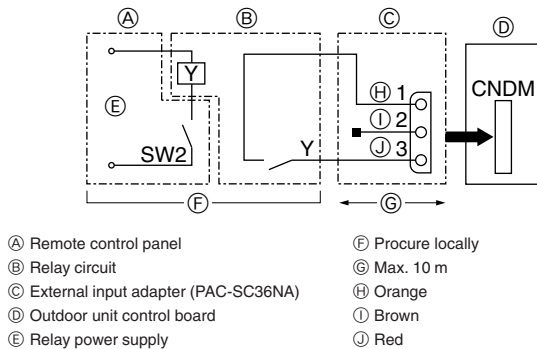 Ⓐ Ⓑ Ⓒ Ⓓ
Y
CNDM
Ⓗ 1
Ⓔ
Ⓘ 2
SW2
Y
Ⓙ 3
Ⓕ
Ⓖ
Ⓐ Remote control panel
Ⓑ Relay circuit
Ⓒ External input adapter (PAC-SC36NA)
Ⓓ Outdoor unit control board
Ⓔ Relay power supply
Ⓕ Procure locally
Ⓖ Max. 10 m
Ⓗ Orange
Ⓘ Brown
Ⓙ Red